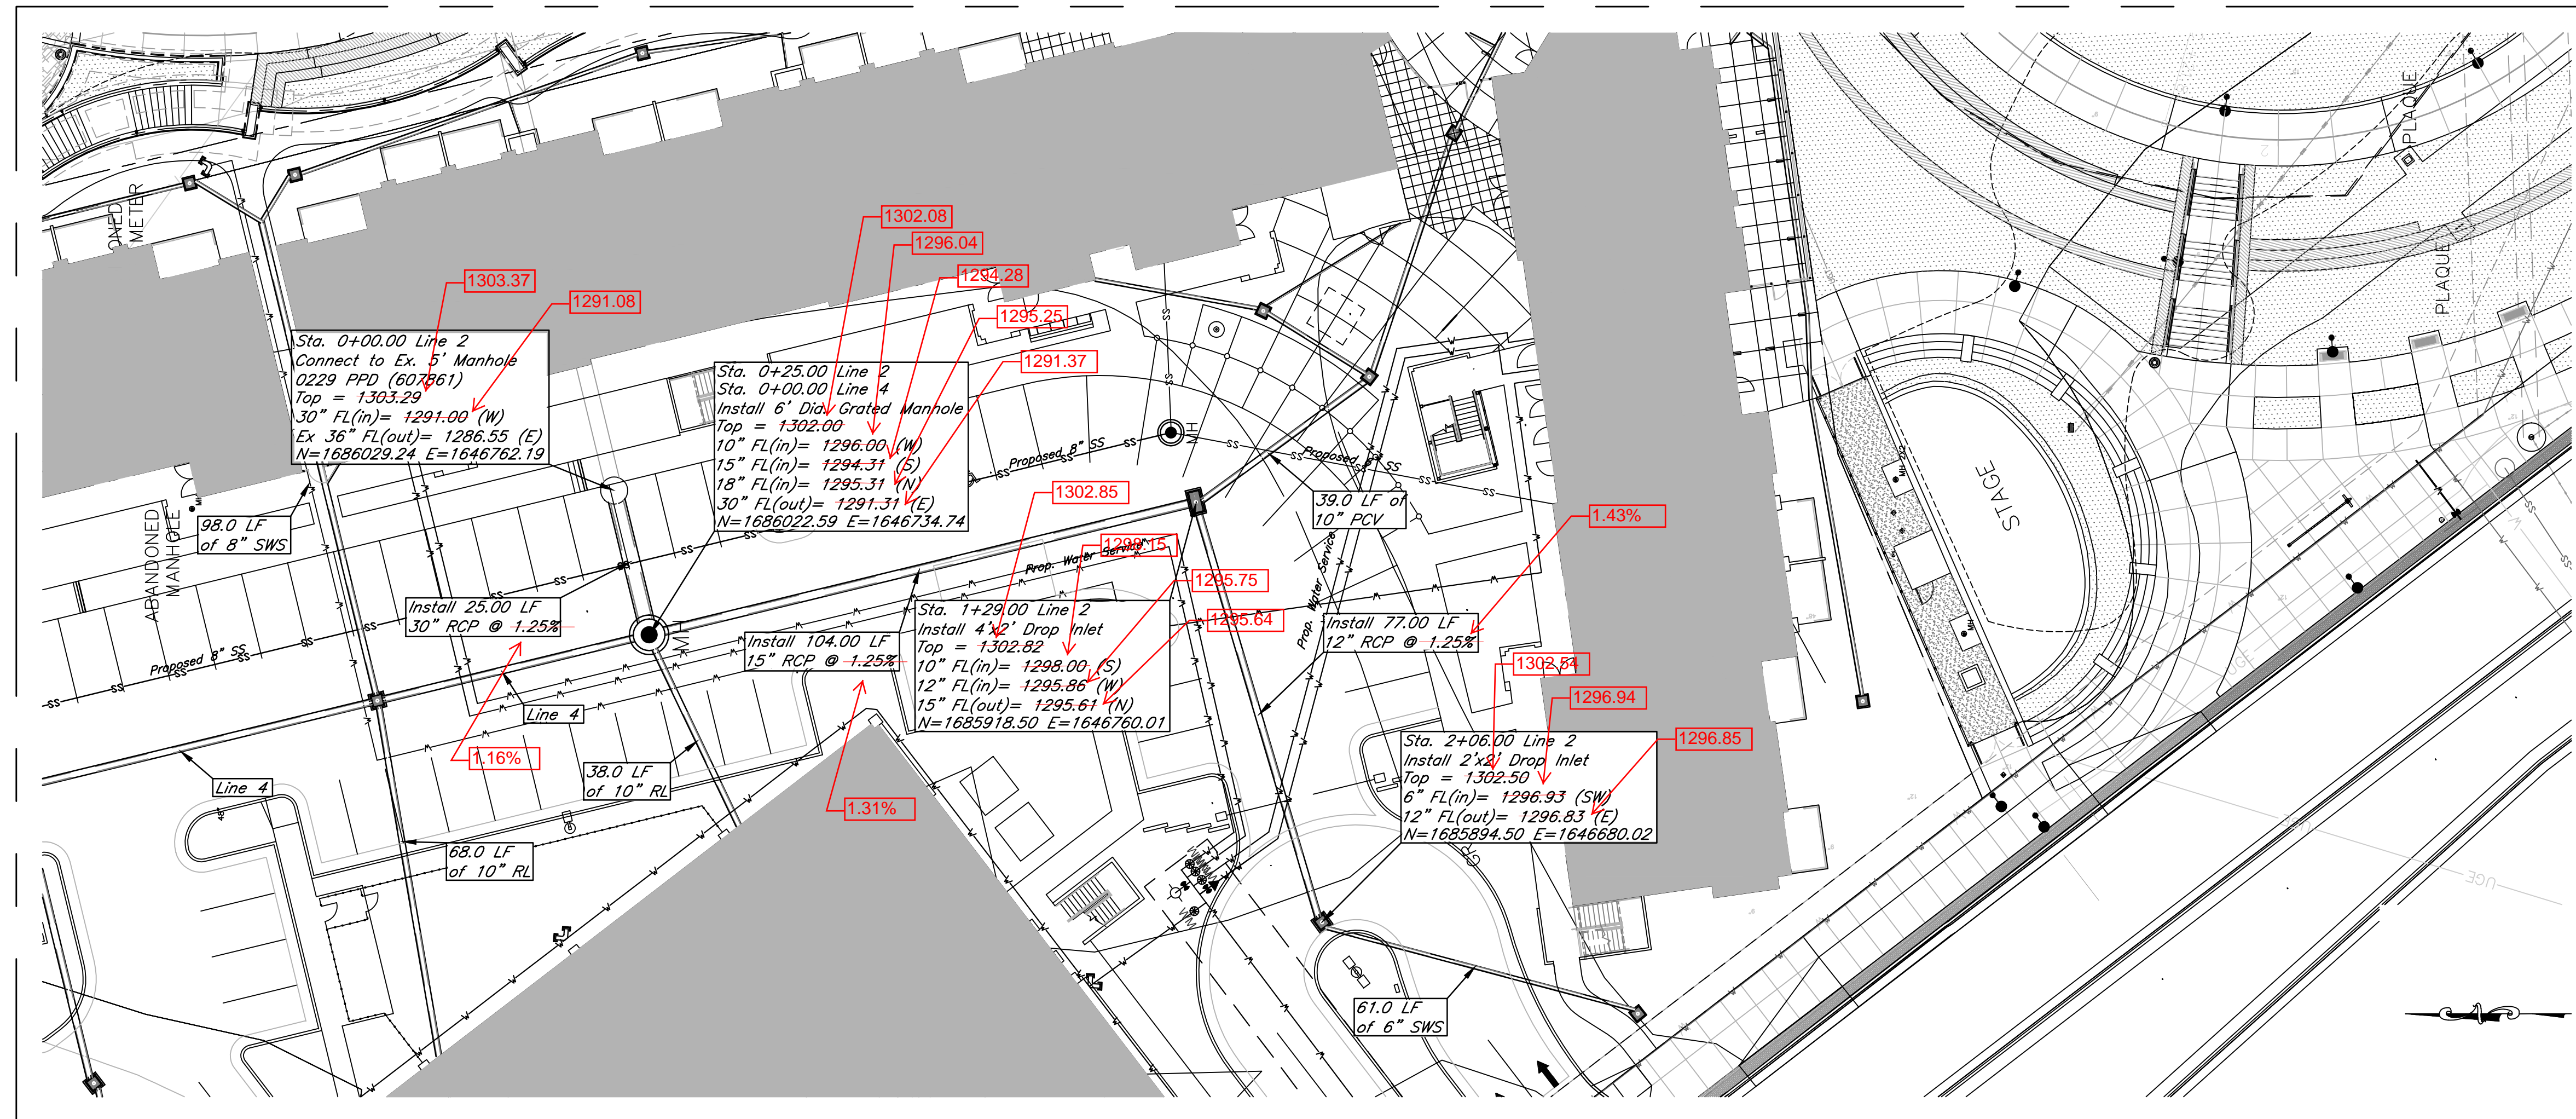 PLAQUE
PLAQUE
PLAQUE
METER
1302.08
1296.04
1294.28
1295.25
1291.37
1303.37
1291.08
Sta. 0+00.00 Line 2
Connect to Ex. 5' Manhole
0229 PPD (607861)
Top = 1303.29
30" FL(in)= 1291.00 (W)
Ex 36" FL(out)= 1286.55 (E)
N=1686029.24 E=1646762.19
Sta. 0+25.00 Line 2
Sta. 0+00.00 Line 4
Install 6' Dia. Grated Manhole
Top = 1302.00
10" FL(in)= 1296.00 (W)
15" FL(in)= 1294.31 (S)
18" FL(in)= 1295.31 (N)
30" FL(out)= 1291.31 (E)
N=1686022.59 E=1646734.74
MH
Proposed 8" SS
Proposed 8" SS
STAGE
39.0 LF of
10" PCV
1.43%
98.0 LF
of 8" SWS
ABANDONED
MANHOLE
1302.85
1298.15
1295.75
1295.64
Prop. Water Service
Prop. Water Service
Install 25.00 LF
30" RCP @ 1.25%
MH
Install 104.00 LF
15" RCP @ 1.25%
Sta. 1+29.00 Line 2
Install 4'x2' Drop Inlet
Top = 1302.82
10" FL(in)= 1298.00 (S)
12" FL(in)= 1295.86 (W)
15" FL(out)= 1295.61 (N)
N=1685918.50 E=1646760.01
Install 77.00 LF
12" RCP @ 1.25%
Proposed 8" SS
1302.54
1296.94
1296.85
Line 4
1.16%
Line 4
38.0 LF
of 10" RL
1.31%
Sta. 2+06.00 Line 2
Install 2'x2' Drop Inlet
Top = 1302.50
6" FL(in)= 1296.93 (SW)
12" FL(out)= 1296.83 (E)
N=1685894.50 E=1646680.02
68.0 LF
of 10" RL
UGE
61.0 LF
of 6" SWS